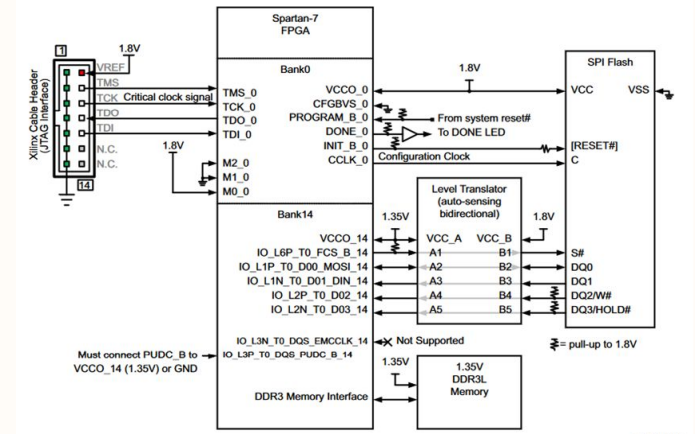 Spartan-7
FPGA
1
1.8V
Xilinx Cable Header
(JTAG Interface)
VREF
TMS
TCK
Critical clock signal
TDO
TDI
N.C.
N.C.
14
1.8V
Bank0
TMS_0
TCK_0
TDO_0
TDI_0
M2_0
M1_0
M0_0
VCCO_0
CFGBVS_0
PROGRAM_B_0
DONE_0
INIT_B_0
CCLK_0
1.8V
From system reset#
To DONE LED
Configuration Clock
SPI Flash
VCC
VSS
[RESET#]
C
S#
DQ0
DQ1
DQ2/W#
DQ3/HOLD#
Bank14
VCCO_14
IO_L6P_T0_FCS_B_14
IO_L1P_T0_D00_MOSI_14
IO_L1N_T0_D01_DIN_14
IO_L2P_T0_D02_14
IO_L2N_T0_D03_14
1.35V
Level Translator
(auto-sensing
bidirectional)
1.8V
VCC_A VCC_B
A1 B1
A2 B2
A3 B3
A4 B4
A5 B5
= pull-up to 1.8V
IO_L3N_T0_DQS_EMCCLK_14
Not Supported
Must connect PUDC_B to
VCCO_14 (1.35V) or GND
IO_L3P_T0_DQS_PUDC_B_14
DDR3 Memory Interface
1.35V
1.35V
DDR3L
Memory